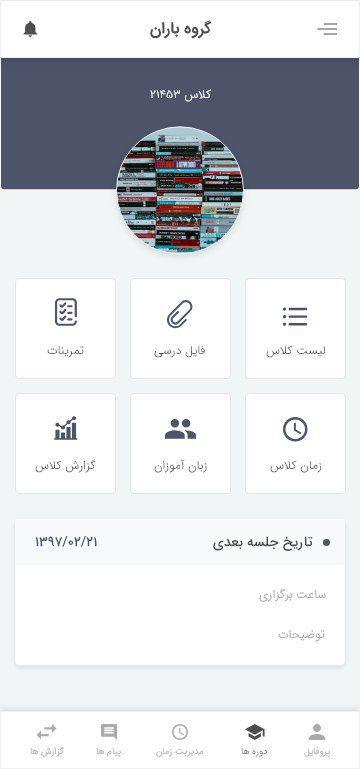 گروه باران
کلاس ۲۱۴۵۳
لیست کلاس
فایل درسی
تمرینات
زمان کلاس
زبان آموزان
گزارش کلاس
تاریخ جلسه بعدی ۱۳۹۷/۰۲/۲۱
ساعت برگزاری
توضیحات
پروفایل
دوره ها
مدیریت زمان
پیام ها
گزارش ها